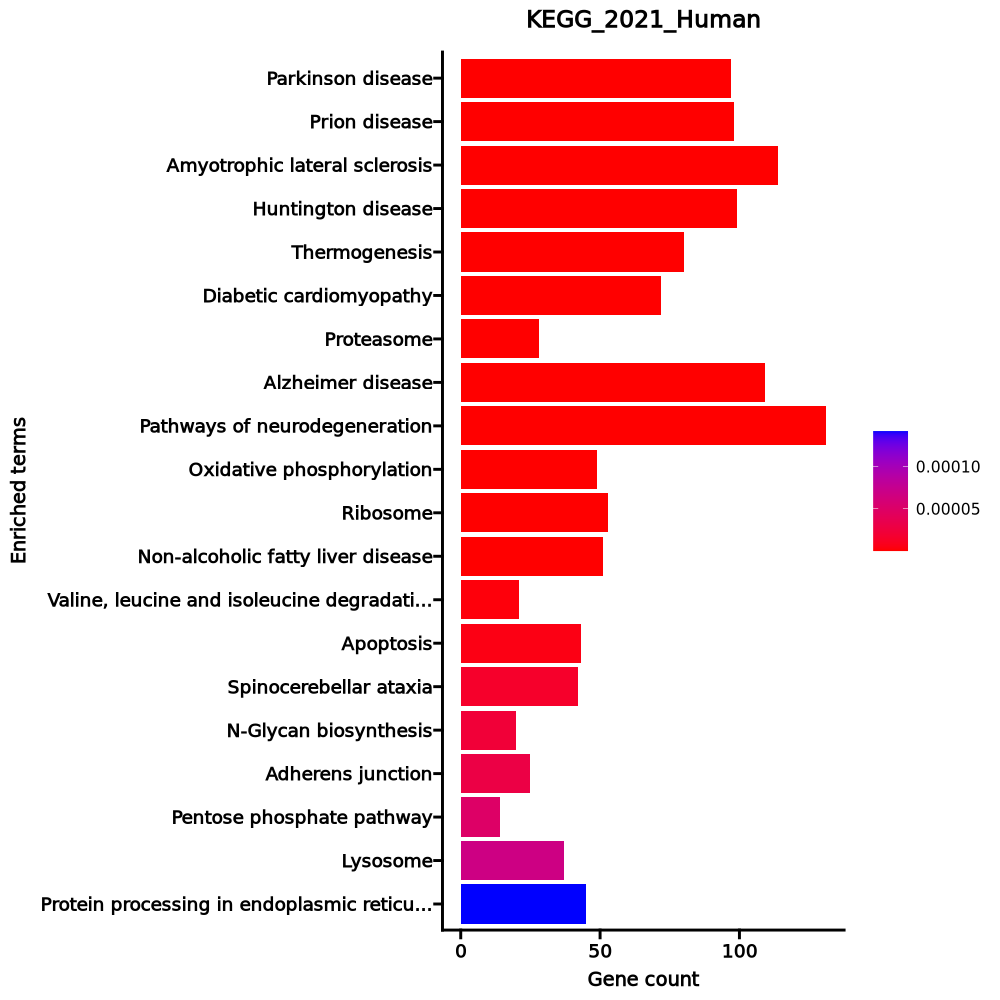 KEGG_2021_Human
Parkinson disease
Prion disease
Amyotrophic lateral sclerosis
Huntington disease
Thermogenesis
Diabetic cardiomyopathy
Proteasome
Alzheimer disease
Pathways of neurodegeneration
Oxidative phosphorylation
Ribosome
Non-alcoholic fatty liver disease
Valine, leucine and isoleucine degradati...
Apoptosis
Spinocerebellar ataxia
N-Glycan biosynthesis
Adherens junction
Pentose phosphate pathway
Lysosome
Protein processing in endoplasmic reticu...
Enriched terms
0 50 100
Gene count
0.00010
0.00005